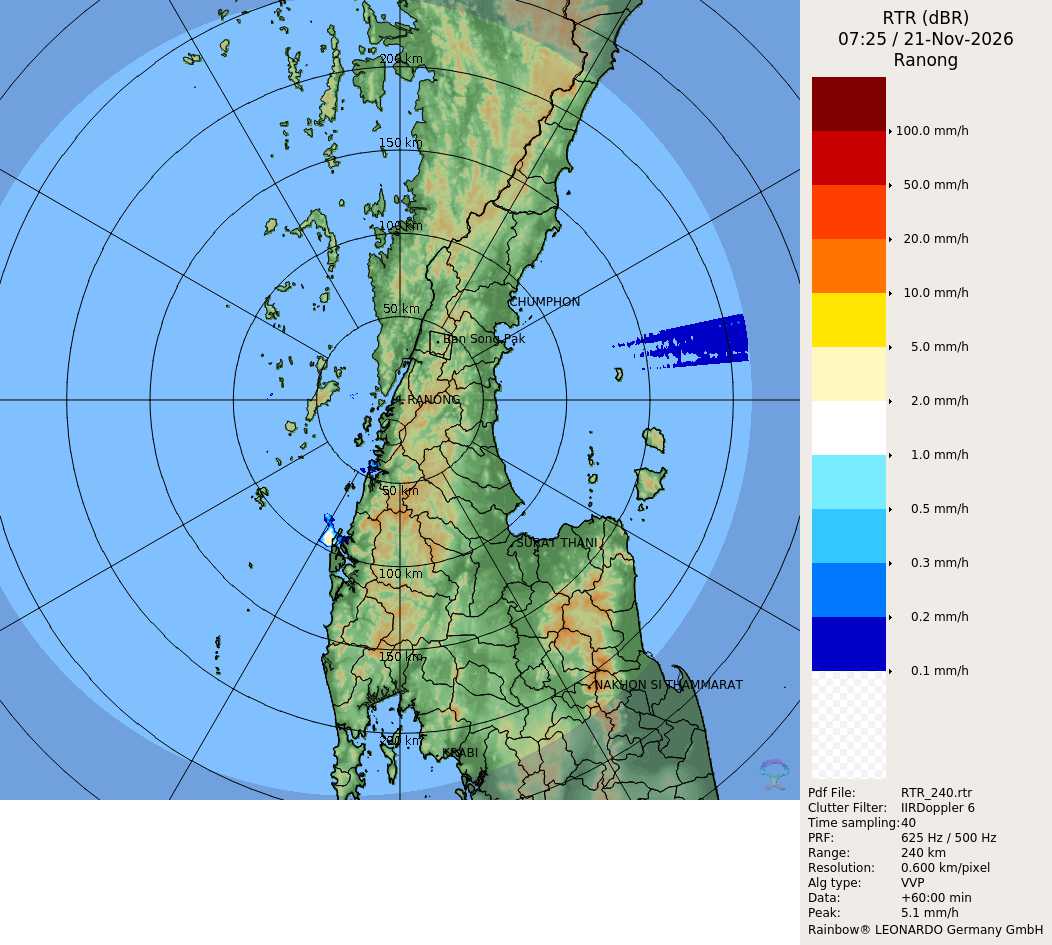 RTR (dBR)
07:25 / 21-Nov-2026
Ranong
200 km
150 km
100 km
50 km
CHUMPHON
Ban Song Pak
RANONG
50 km
SURAT THANI
100 km
150 km
NAKHON SI THAMMARAT
200 km
KRABI
100.0 mm/h
50.0 mm/h
20.0 mm/h
10.0 mm/h
5.0 mm/h
2.0 mm/h
1.0 mm/h
0.5 mm/h
0.3 mm/h
0.2 mm/h
0.1 mm/h
Pdf File: RTR_240.rtr
Clutter Filter: IIRDoppler 6
Time sampling: 40
PRF: 625 Hz / 500 Hz
Range: 240 km
Resolution: 0.600 km/pixel
Alg type: VVP
Data: +60:00 min
Peak: 5.1 mm/h
Rainbow® LEONARDO Germany GmbH